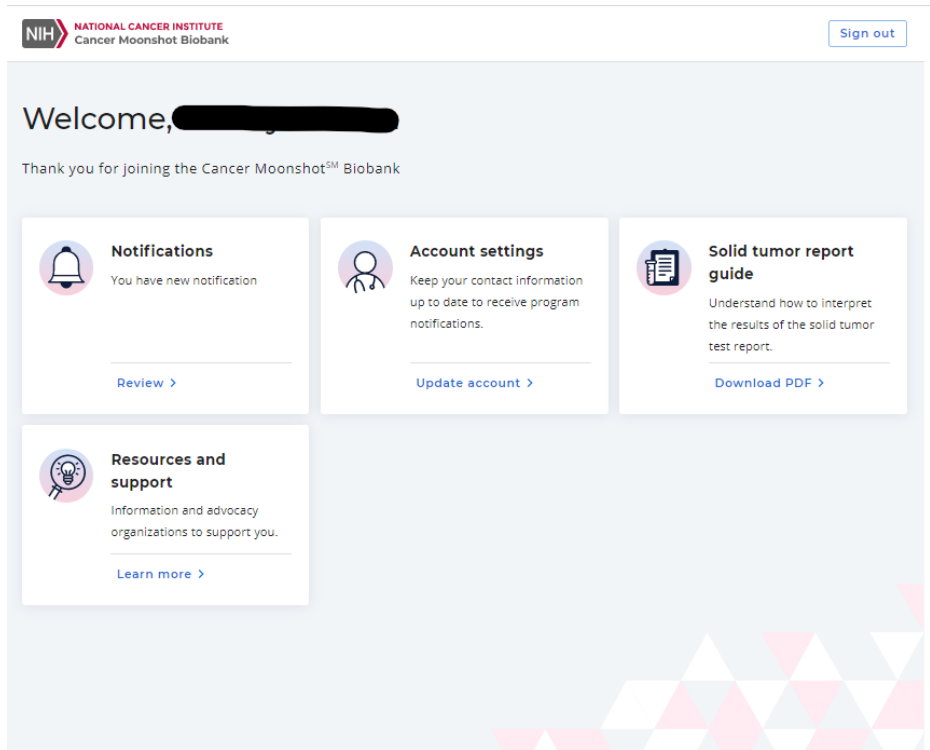 NIH NATIONAL CANCER INSTITUTE
Cancer Moonshot Biobank
Sign out
Welcome,
Thank you for joining the Cancer Moonshot℠ Biobank
Notifications
You have new notification
Review >
Account settings
Keep your contact information
up to date to receive program
notifications.
Update account >
Solid tumor report
guide
Understand how to interpret
the results of the solid tumor
test report.
Download PDF >
Resources and
support
Information and advocacy
organizations to support you.
Learn more >